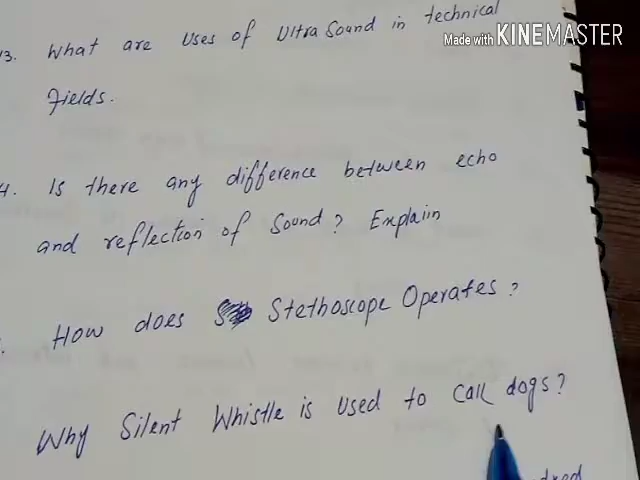 Made with KINEMASTER
13. What are uses of Ultra Sound in technical
fields.
4. Is there any difference between echo
and reflection of Sound? Explain
How does Stethoscope Operates?
Why Silent Whistle is used to Call dogs?